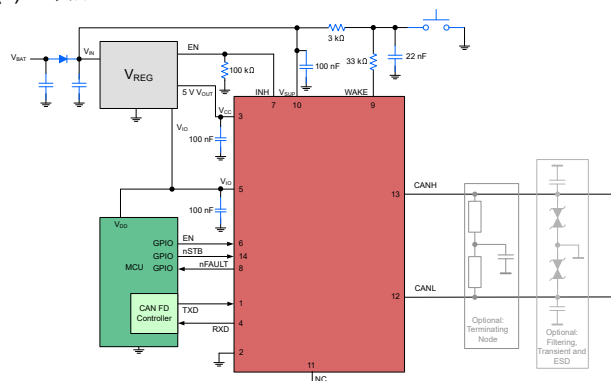 3 kΩ
VBAT
VIN
EN
VREG
100 kΩ
100 nF
33 kΩ
22 nF
5 V VOUT
INH
VSUP
WAKE
7
10
9
VCC
3
VIO
100 nF
VIO
5
13
CANH
100 nF
VDD
GPIO
EN
6
GPIO
nSTB
14
MCU
GPIO
nFAULT
8
12
CANL
CAN FD
Controller
TXD
1
RXD
4
2
Optional:
Terminating
Node
Optional:
Filtering,
Transient and
ESD
11
NC